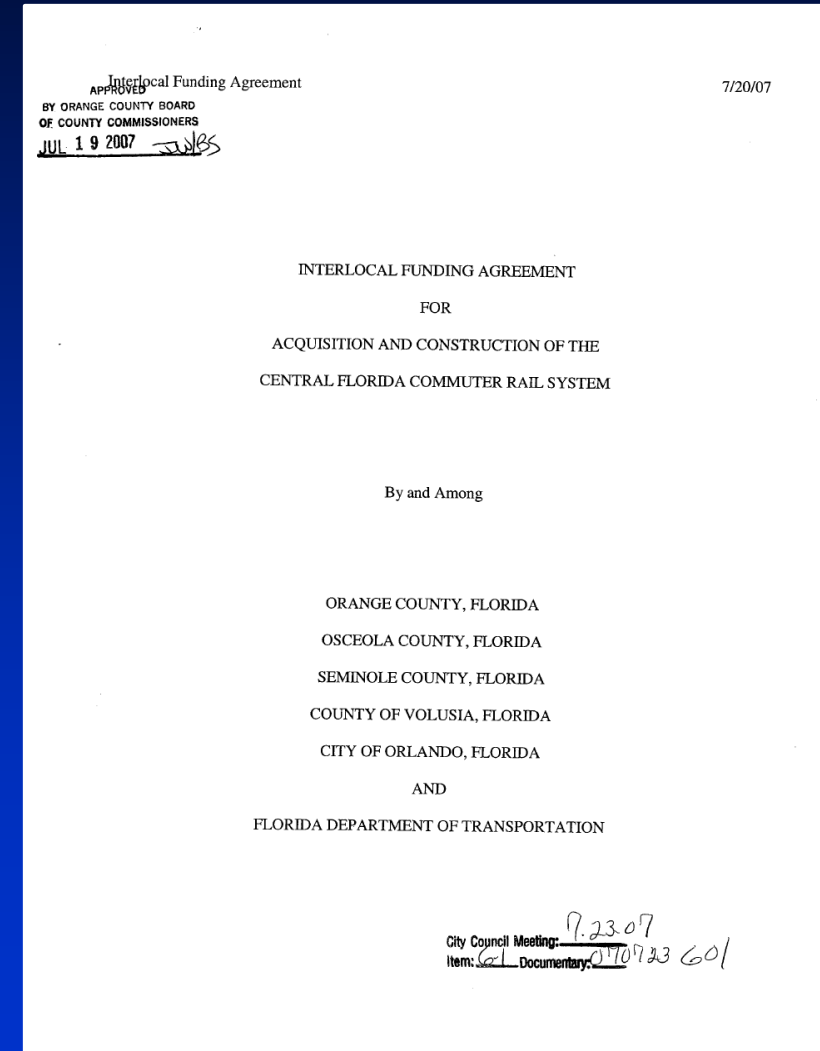 Interlocal Funding Agreement
7/20/07
APPROVED
BY ORANGE COUNTY BOARD
OF COUNTY COMMISSIONERS
JUL 19 2007
INTERLOCAL FUNDING AGREEMENT
FOR
ACQUISITION AND CONSTRUCTION OF THE
CENTRAL FLORIDA COMMUTER RAIL SYSTEM
By and Among
ORANGE COUNTY, FLORIDA
OSCEOLA COUNTY, FLORIDA
SEMINOLE COUNTY, FLORIDA
COUNTY OF VOLUSIA, FLORIDA
CITY OF ORLANDO, FLORIDA
AND
FLORIDA DEPARTMENT OF TRANSPORTATION
City Council Meeting: 7.23.07
Item: Documentary: 070723 601